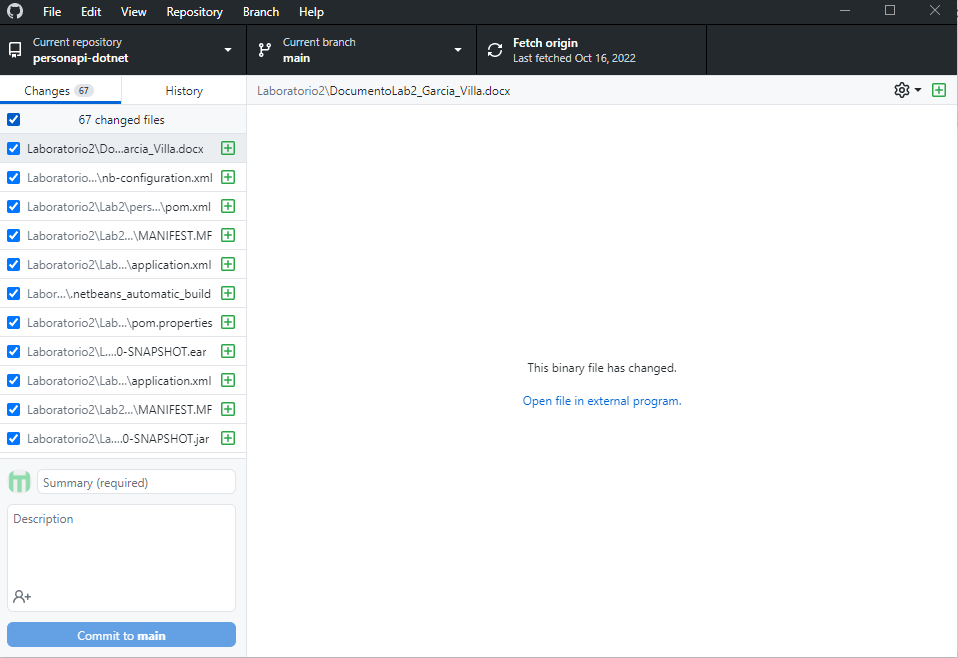 File Edit View Repository Branch Help
Current repository
personapi-dotnet
Current branch
main
Fetch origin
Last fetched Oct 16, 2022
Changes 67
History
Laboratorio2\DocumentoLab2_Garcia_Villa.docx
67 changed files
Laboratorio2\Do...arcia_Villa.docx
Laboratorio...\nb-configuration.xml
Laboratorio2\Lab2\pers...\pom.xml
Laboratorio2\Lab2...\MANIFEST.MF
Laboratorio2\Lab...\application.xml
Labor...\.netbeans_automatic_build
Laboratorio2\Lab...\pom.properties
Laboratorio2\L....0-SNAPSHOT.ear
Laboratorio2\Lab...\application.xml
Laboratorio2\Lab2...\MANIFEST.MF
Laboratorio2\La....0-SNAPSHOT.jar
This binary file has changed.
Open file in external program.
Summary (required)
Description
Commit to main